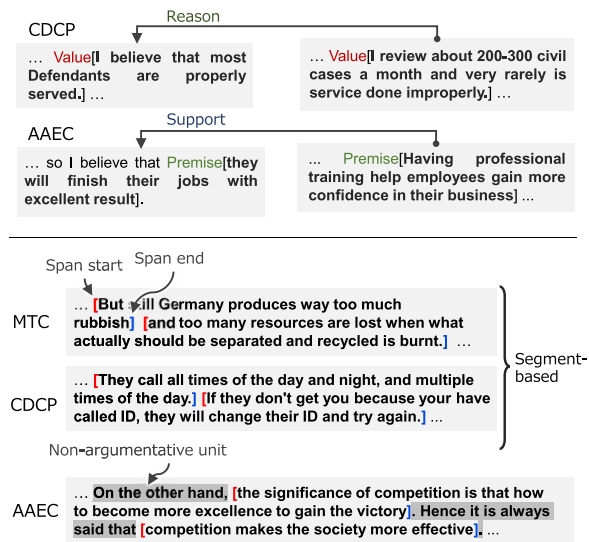 CDCP
Reason
… Value[I believe that most
Defendants are properly
served.] …
… Value[I review about 200-300 civil
cases a month and very rarely is
service done improperly.] …
AAEC
Support
… so I believe that Premise[they
will finish their jobs with
excellent result].
... Premise[Having professional
training help employees gain more
confidence in their business] ...
Span start
Span end
MTC
… [But still Germany produces way too much
rubbish] [and too many resources are lost when what
actually should be separated and recycled is burnt.] …
Segment-
based
CDCP
… [They call all times of the day and night, and multiple
times of the day.] [If they don't get you because your have
called ID, they will change their ID and try again.] ...
Non-argumentative unit
AAEC
… On the other hand, [the significance of competition is that how
to become more excellence to gain the victory]. Hence it is always
said that [competition makes the society more effective]. ...